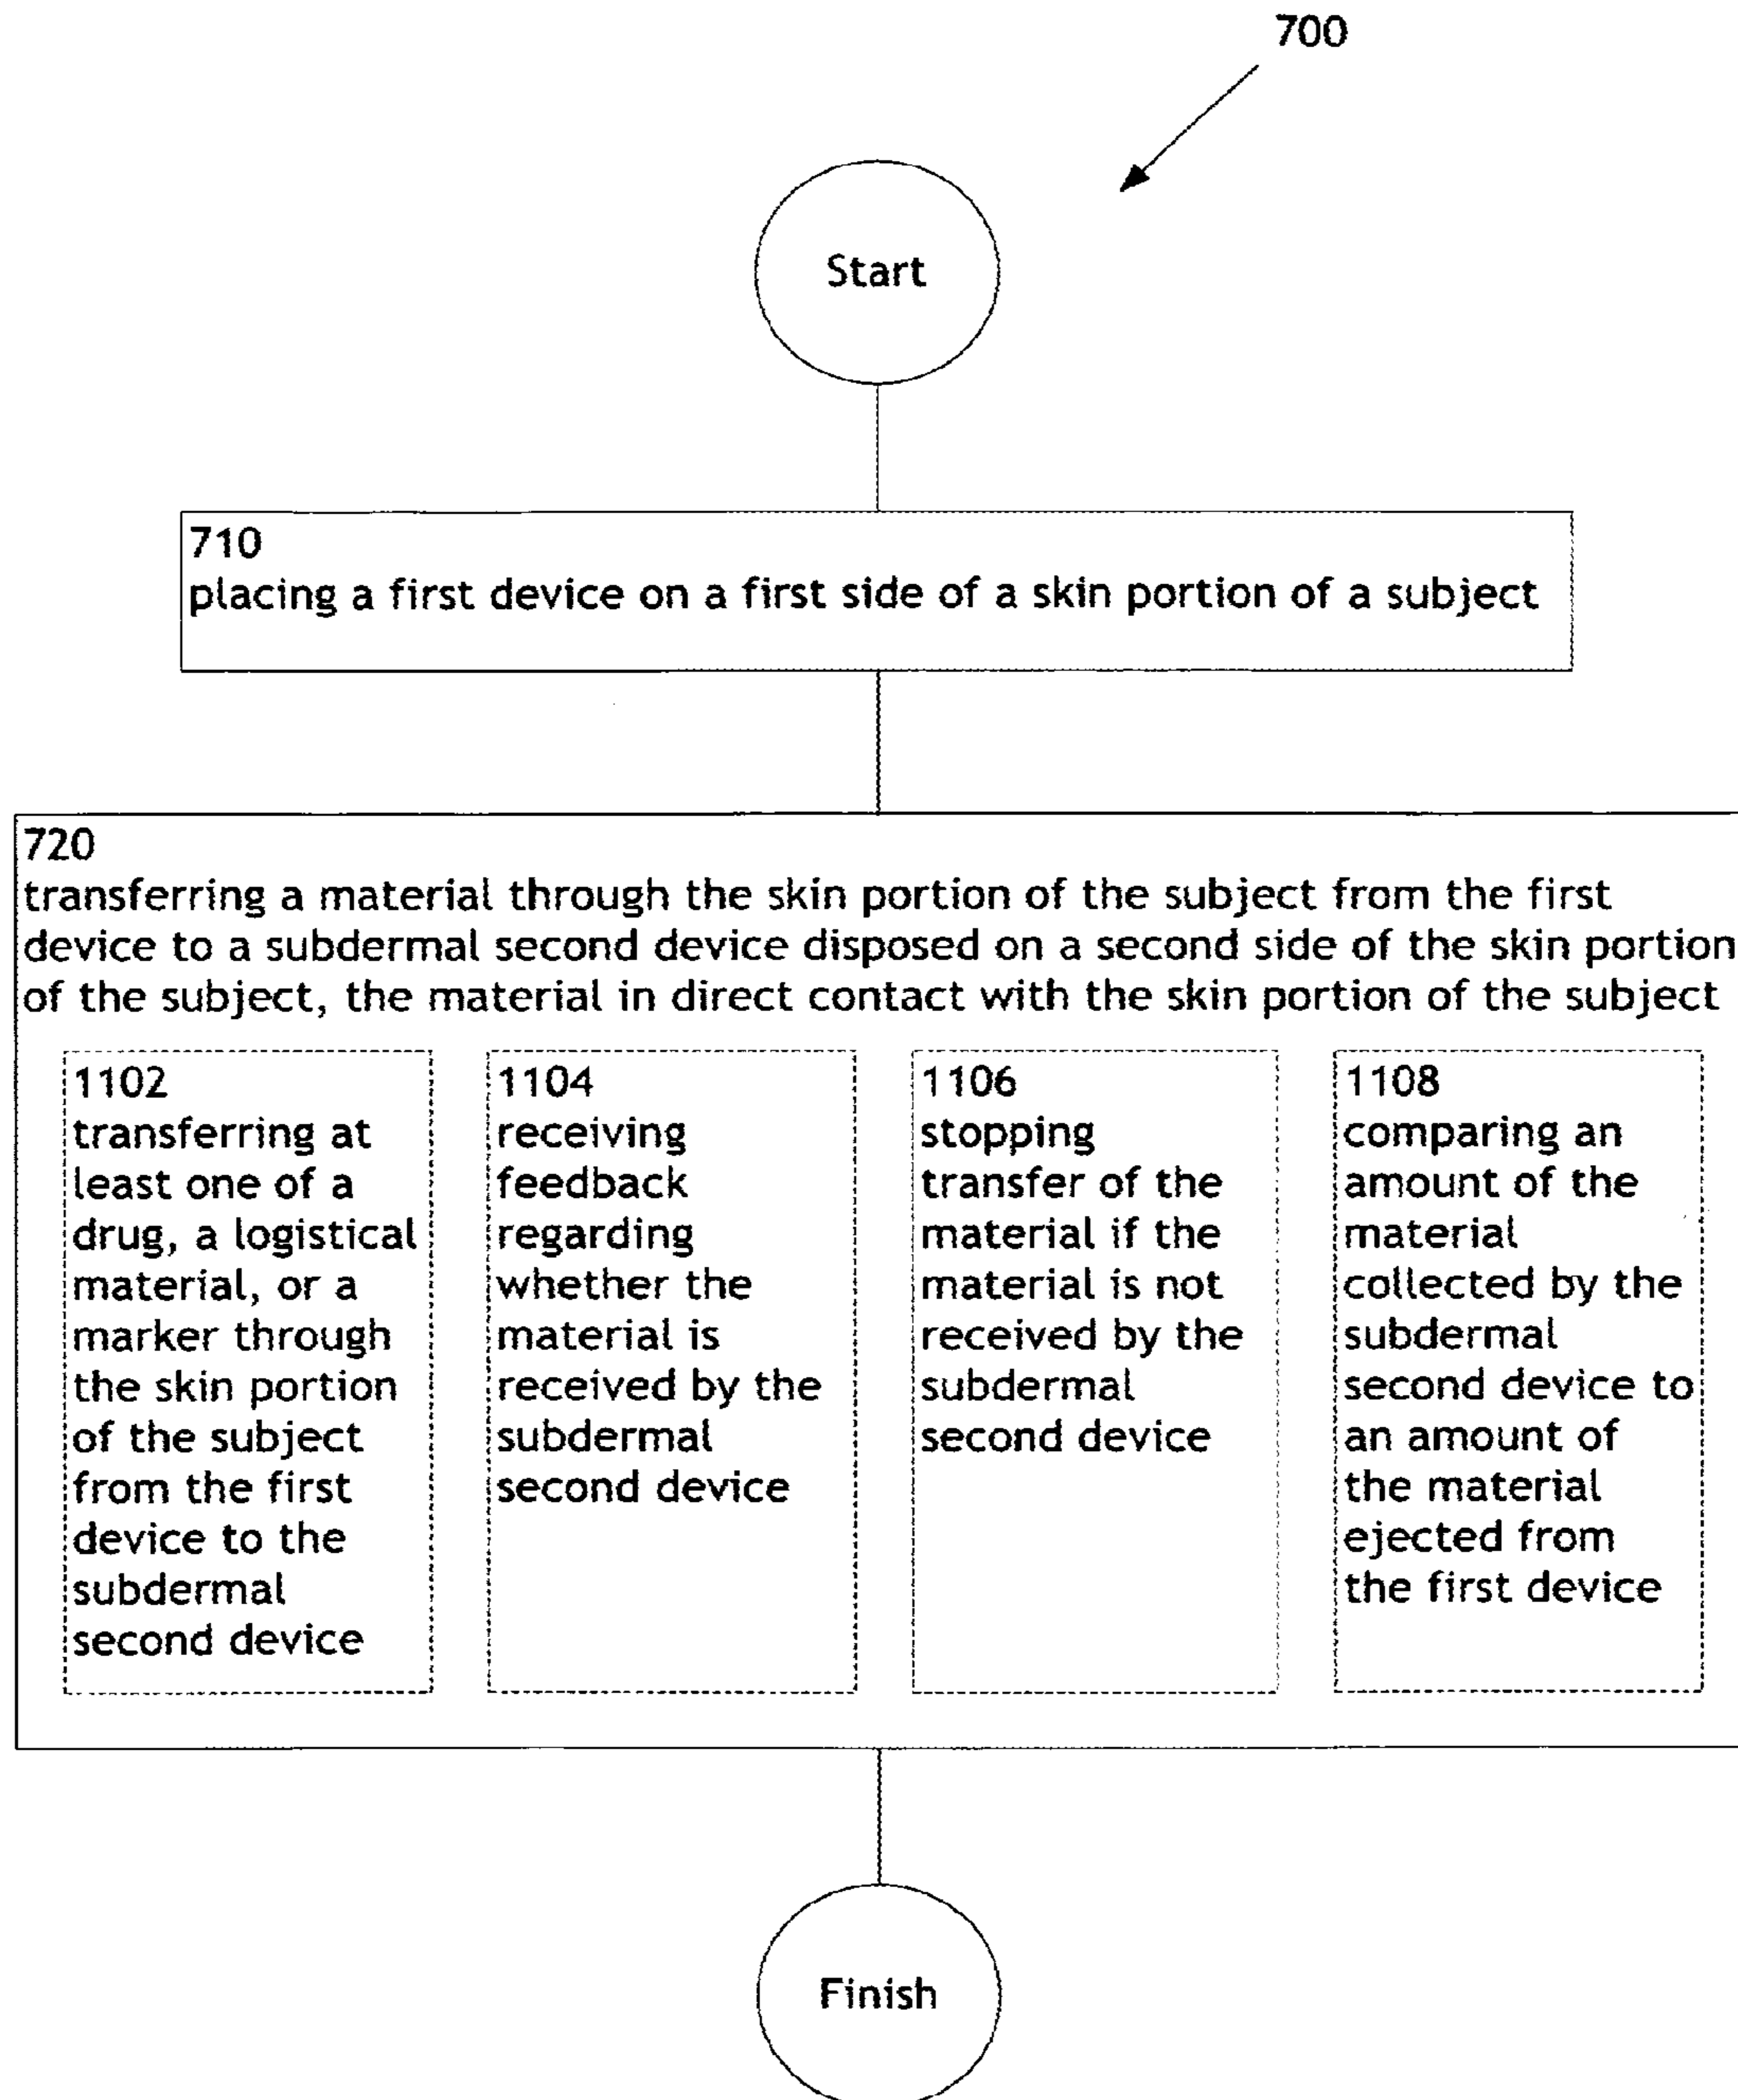 700
Start
710
placing a first device on a first side of a skin portion of a subject
720
transferring a material through the skin portion of the subject from the first
device to a subdermal second device disposed on a second side of the skin portion
of the subject, the material in direct contact with the skin portion of the subject
1102
transferring at
least one of a
drug, a logistical
material, or a
marker through
the skin portion
of the subject
from the first
device to the
subdermal
second device
1104
receiving
feedback
regarding
whether the
material is
received by the
subdermal
second device
1106
stopping
transfer of the
material if the
material is not
received by the
subdermal
second device
1108
comparing an
amount of the
material
collected by the
subdermal
second device to
an amount of
the material
ejected from
the first device
Finish